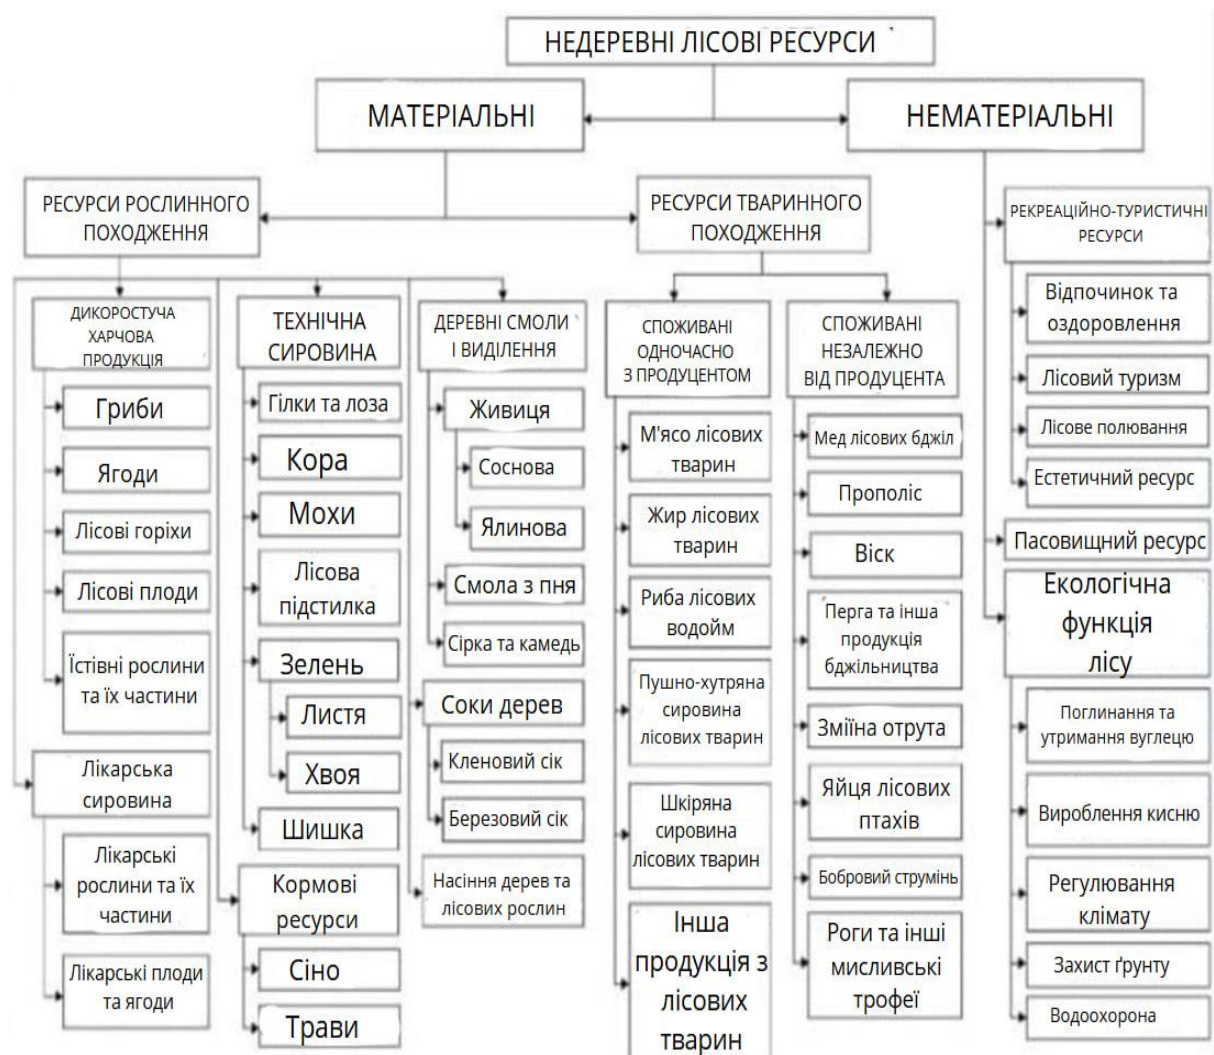 НЕДЕРЕВНІ ЛІСОВІ РЕСУРСИ
МАТЕРІАЛЬНІ
НЕМАТЕРІАЛЬНІ
РЕСУРСИ РОСЛИННОГО
ПОХОДЖЕННЯ
РЕСУРСИ ТВАРИННОГО
ПОХОДЖЕННЯ
РЕКРЕАЦІЙНО-ТУРИСТИЧНІ
РЕСУРСИ
ДИКОРОСТУЧА
ХАРЧОВА
ПРОДУКЦІЯ
Гриби
Ягоди
Лісові горіхи
Лісові плоди
Їстівні рослини
та їх частини
Лікарська
сировина
Лікарські
рослини та їх
частини
Лікарські плоди
та ягоди
ТЕХНІЧНА
СИРОВИНА
Гілки та лоза
Кора
Мохи
Лісова
підстилка
Зелень
Листя
Хвоя
Шишка
Кормові
ресурси
Сіно
Трави
ДЕРЕВНІ СМОЛИ
І ВИДІЛЕННЯ
Живиця
Соснова
Ялинова
Смола з пня
Сірка та камедь
Соки дерев
Кленовий сік
Березовий сік
Насіння дерев та
лісових рослин
СПОЖИВАНІ
ОДНОЧАСНО
З ПРОДУЦЕНТОМ
М'ясо лісових
тварин
Жир лісових
тварин
Риба лісових
водойм
Пушно-хутряна
сировина
лісових тварин
Шкіряна
сировина
лісових тварин
Інша
продукція з
лісових
тварин
СПОЖИВАНІ
НЕЗАЛЕЖНО
ВІД ПРОДУЦЕНТА
Мед лісових бджіл
Прополіс
Віск
Перга та інша
продукція
бджільництва
Зміїна отрута
Яйця лісових
птахів
Бобровий струмінь
Роги та інші
мисливські
трофеї
Відпочинок та
оздоровлення
Лісовий туризм
Лісове полювання
Естетичний ресурс
Пасовищний ресурс
Екологічна
функція
лісу
Поглинання та
утримання вуглецю
Вироблення кисню
Регулювання
клімату
Захист ґрунту
Водоохорона